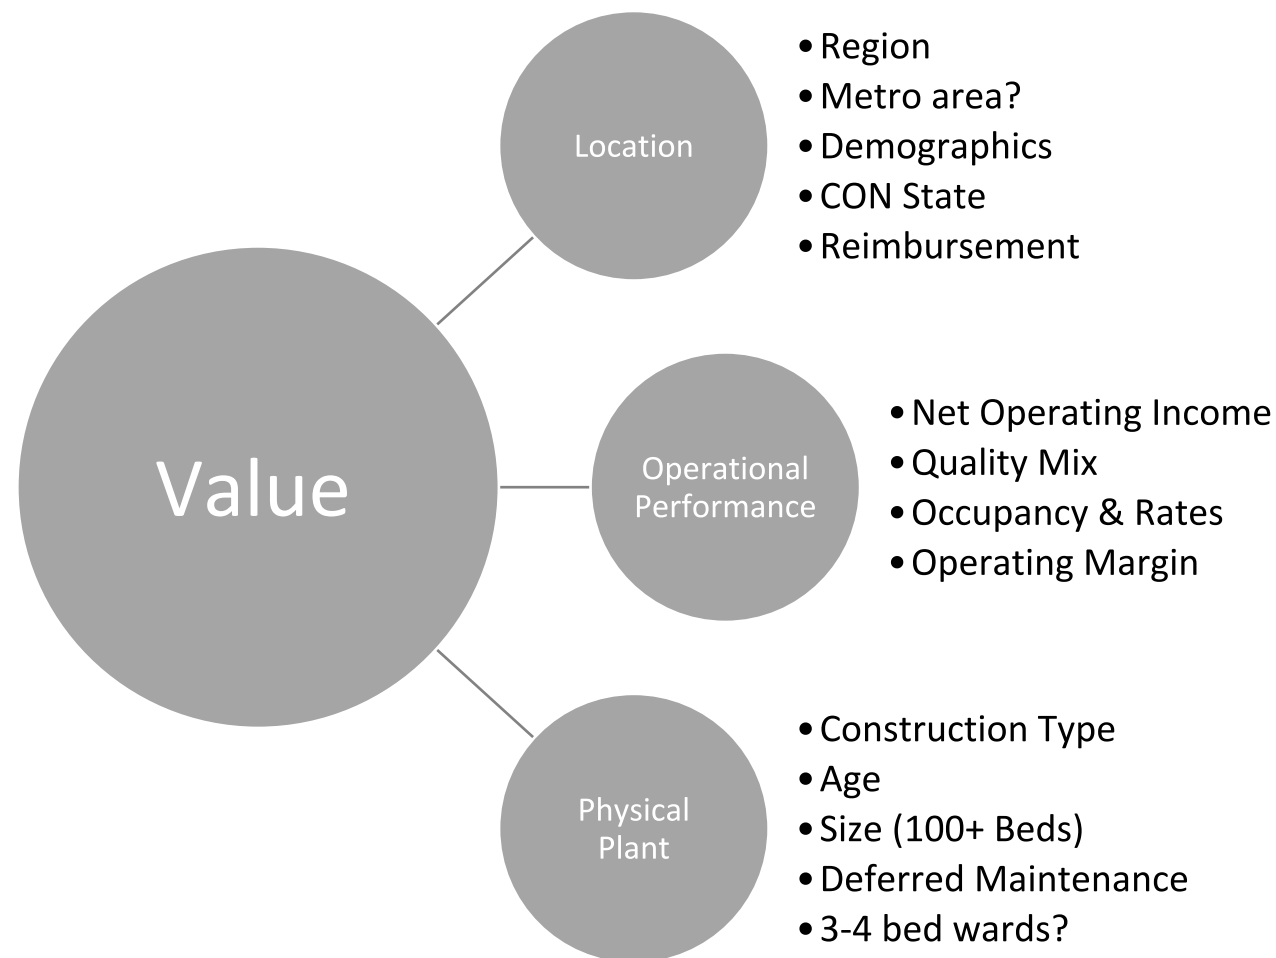 Value
Location
• Region
• Metro area?
• Demographics
• CON State
• Reimbursement
Operational
Performance
• Net Operating Income
• Quality Mix
• Occupancy & Rates
• Operating Margin
Physical
Plant
• Construction Type
• Age
• Size (100+ Beds)
• Deferred Maintenance
• 3-4 bed wards?